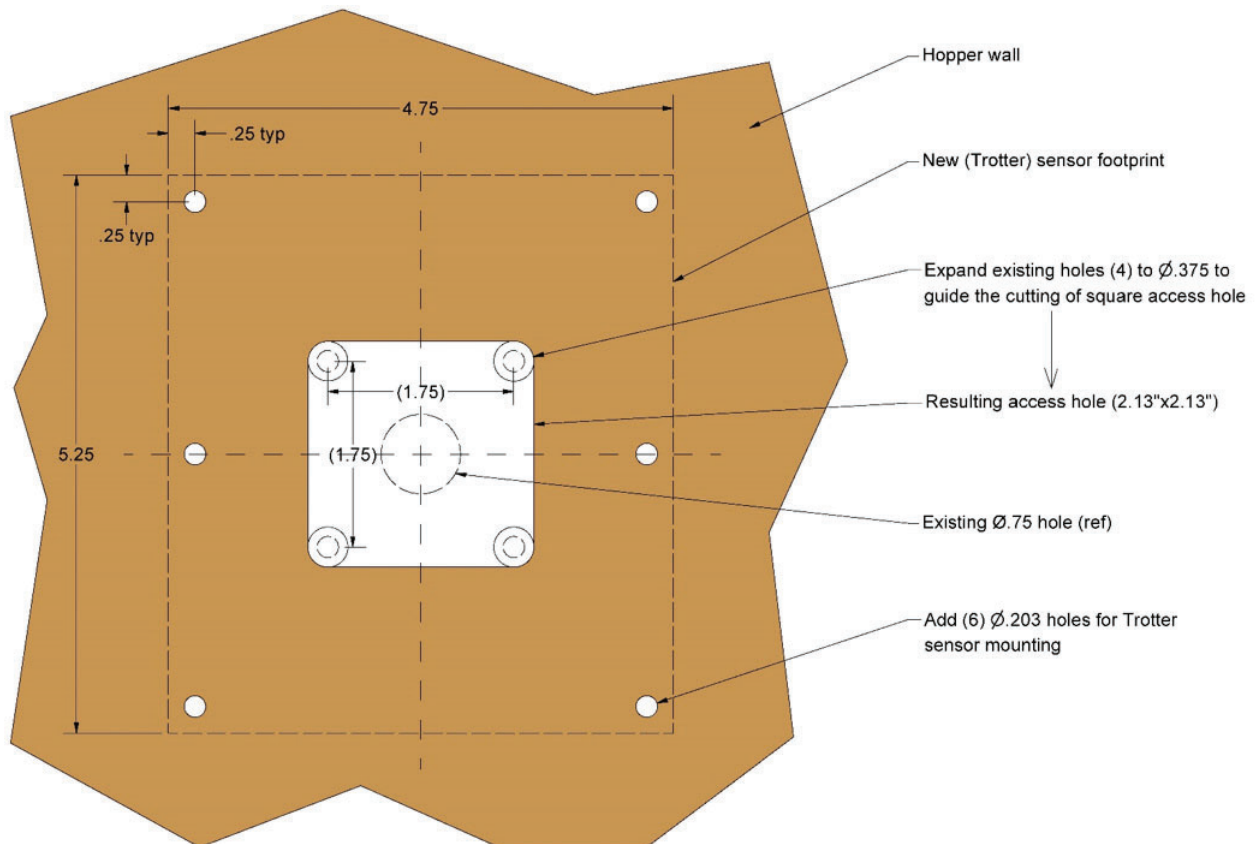 Hopper wall
4.75
.25 typ
New (Trotter) sensor footprint
.25 typ
Expand existing holes (4) to Ø.375 to
guide the cutting of square access hole
(1.75)
Resulting access hole (2.13"x2.13")
5.25
(1.75)
Existing Ø.75 hole (ref)
Add (6) Ø.203 holes for Trotter
sensor mounting